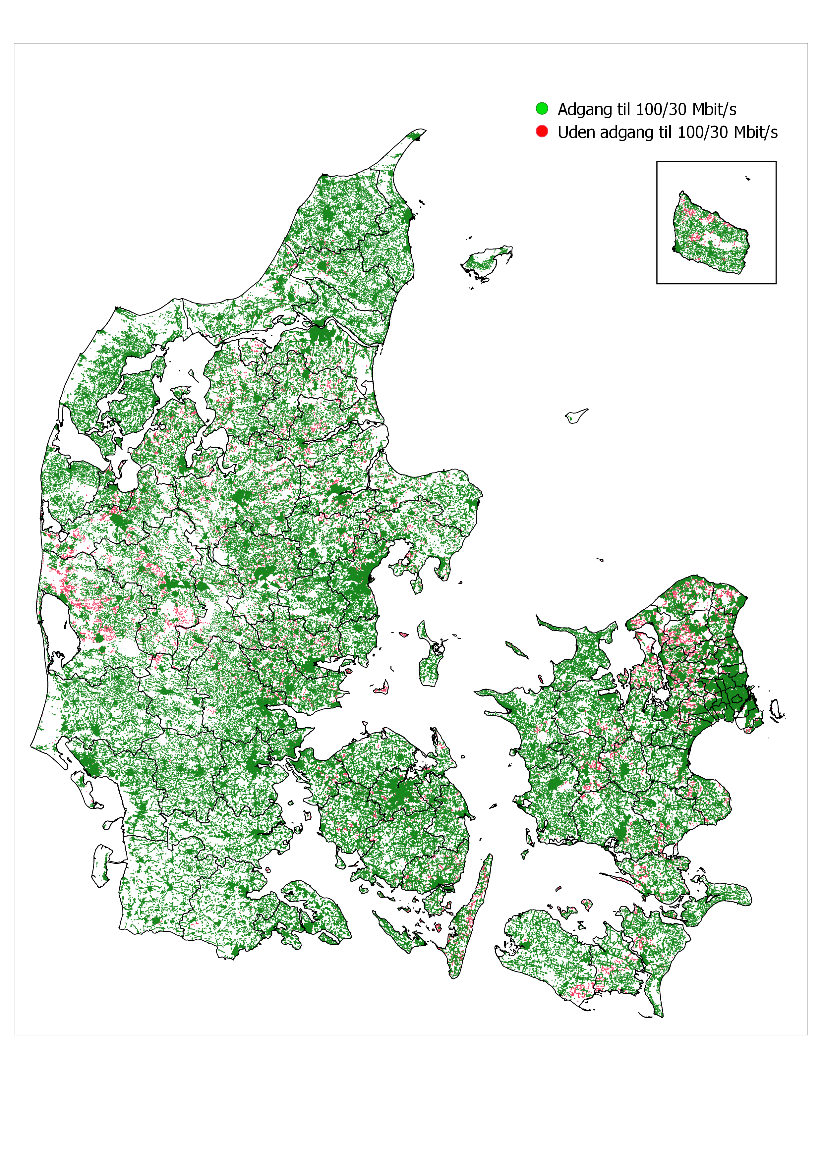 Adgang til 100/30 Mbit/s
Uden adgang til 100/30 Mbit/s